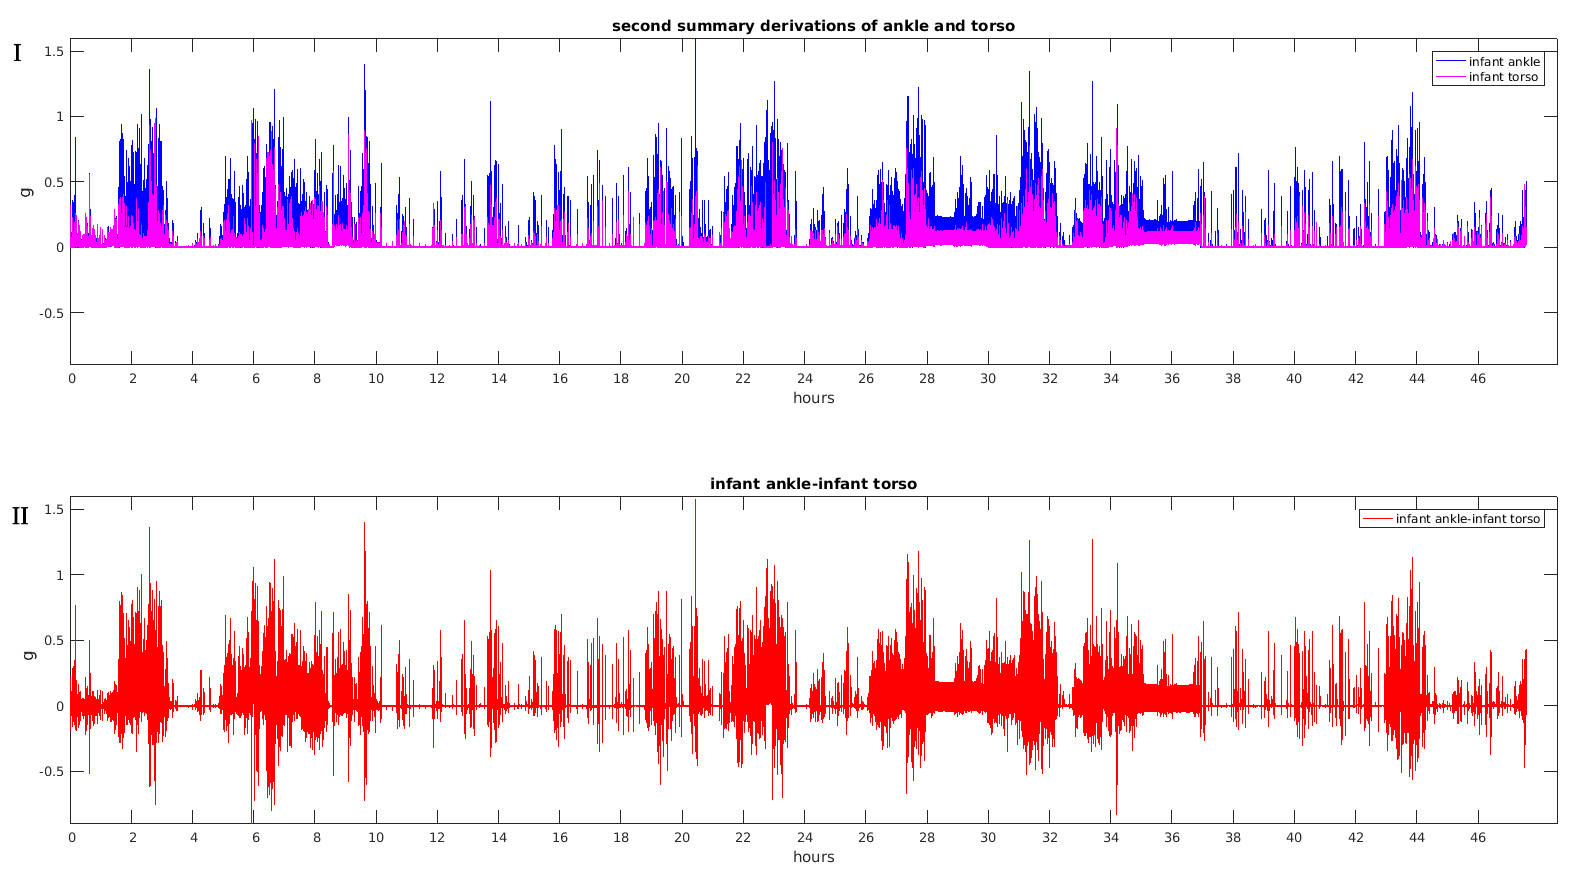 second summary derivations of ankle and torso
I
g
1.5
1
0.5
0
-0.5
infant ankle
infant torso
0 2 4 6 8 10 12 14 16 18 20 22 24 26 28 30 32 34 36 38 40 42 44 46
hours
infant ankle-infant torso
II
g
1.5
1
0.5
0
-0.5
infant ankle-infant torso
0 2 4 6 8 10 12 14 16 18 20 22 24 26 28 30 32 34 36 38 40 42 44 46
hours